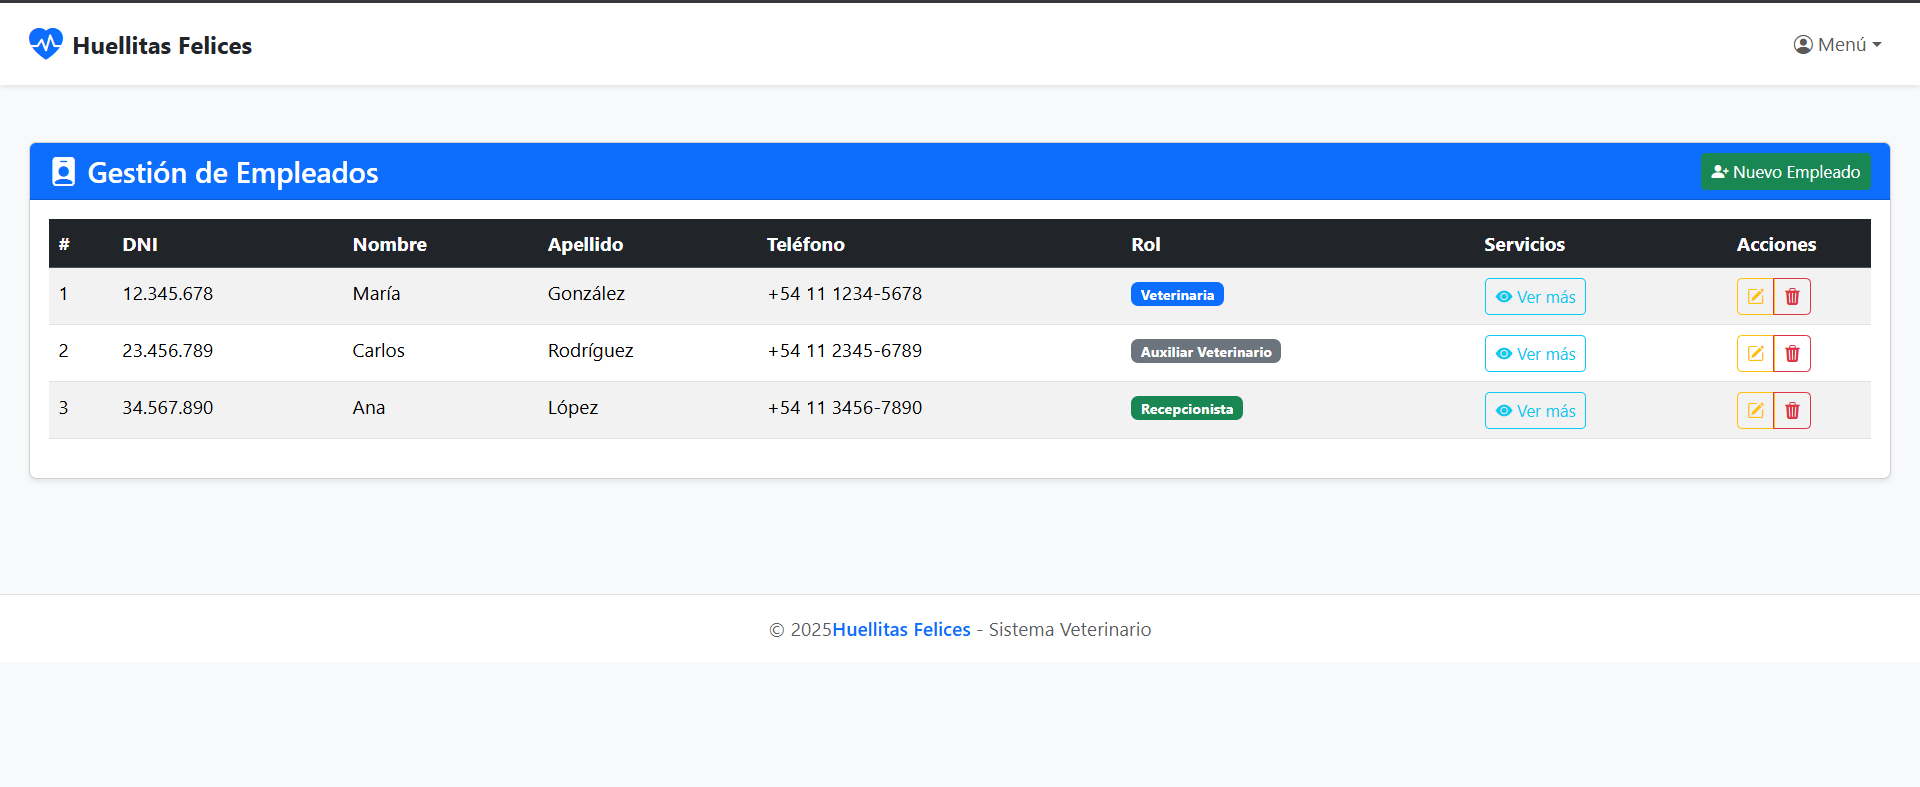 Huellitas Felices
Menú
Gestión de Empleados
Nuevo Empleado
# DNI Nombre Apellido Teléfono Rol Servicios Acciones
1 12.345.678 María González +54 11 1234-5678 Veterinaria Ver más
2 23.456.789 Carlos Rodríguez +54 11 2345-6789 Auxiliar Veterinario Ver más
3 34.567.890 Ana López +54 11 3456-7890 Recepcionista Ver más
© 2025Huellitas Felices - Sistema Veterinario